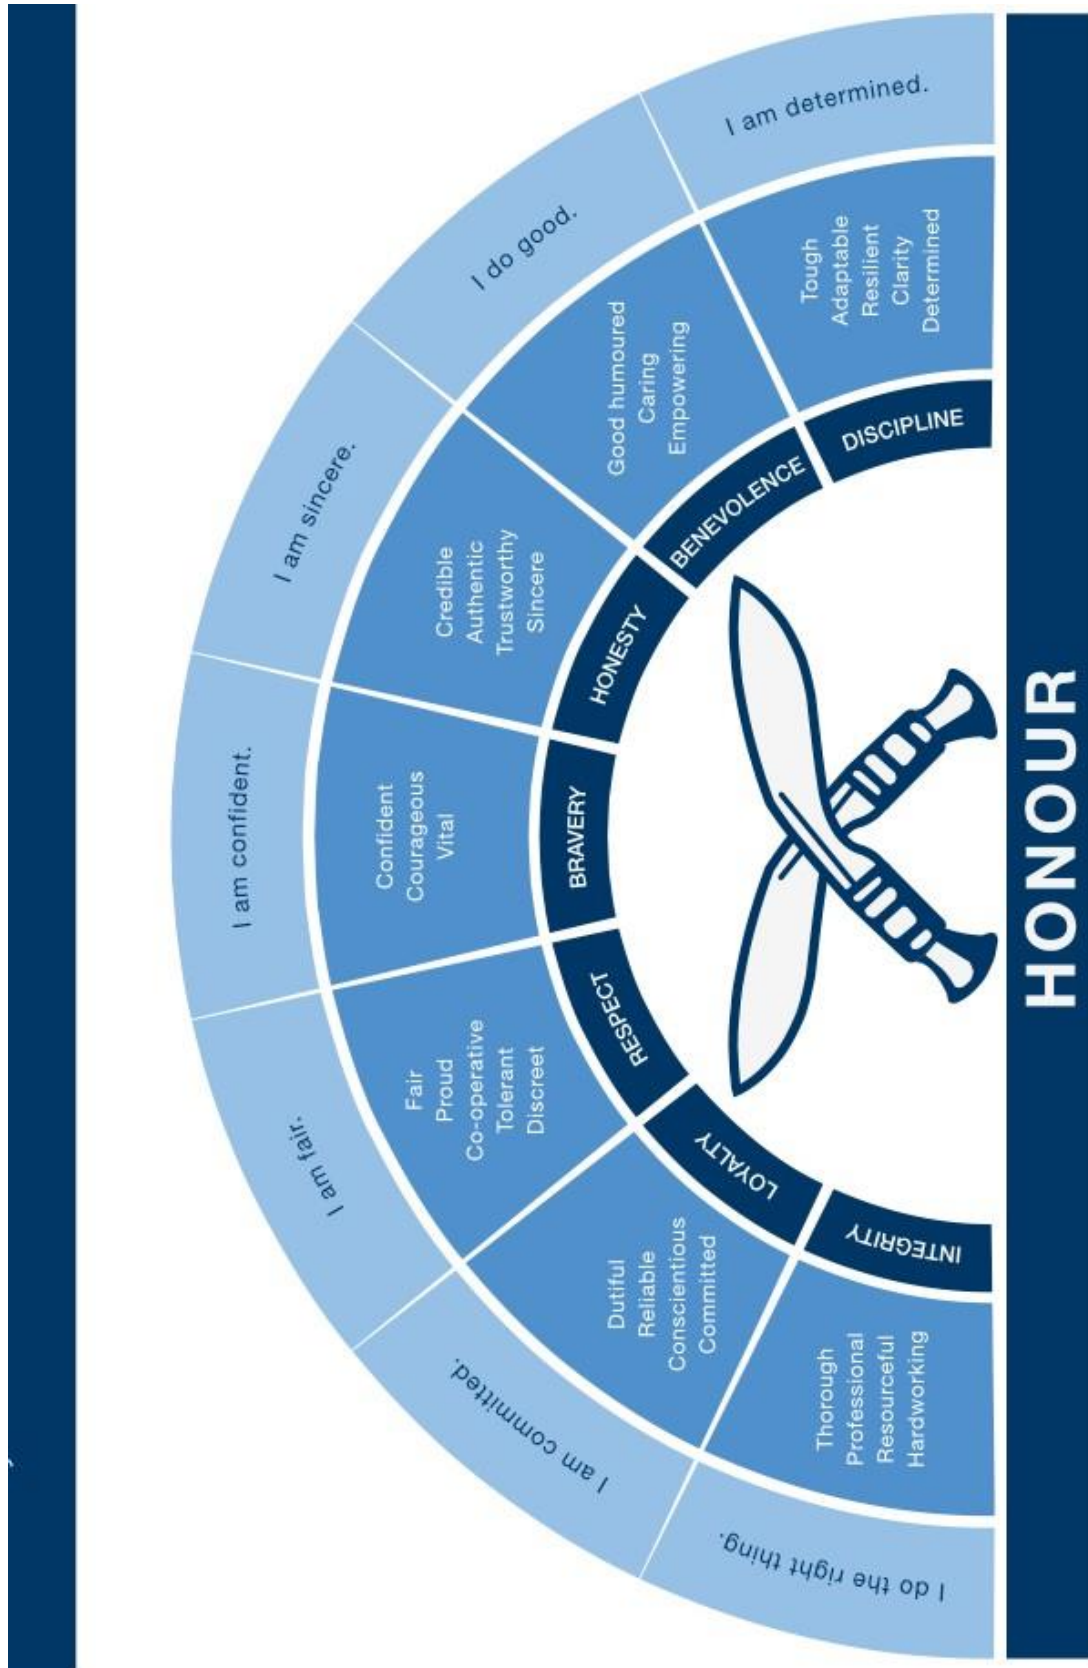 I do the right thing.
Thorough
Professional
Resourceful
Hardworking
INTEGRITY
I am committed.
Dutiful
Reliable
Conscientious
Committed
LOYALTY
I am fair.
Fair
Proud
Co-operative
Tolerant
Discreet
RESPECT
I am confident.
Confident
Courageous
Vital
BRAVERY
I am sincere.
Credible
Authentic
Trustworthy
Sincere
HONESTY
I do good.
Good humoured
Caring
Empowering
BENEVOLENCE
I am determined.
Tough
Adaptable
Resilient
Clarity
Determined
DISCIPLINE
HONOUR